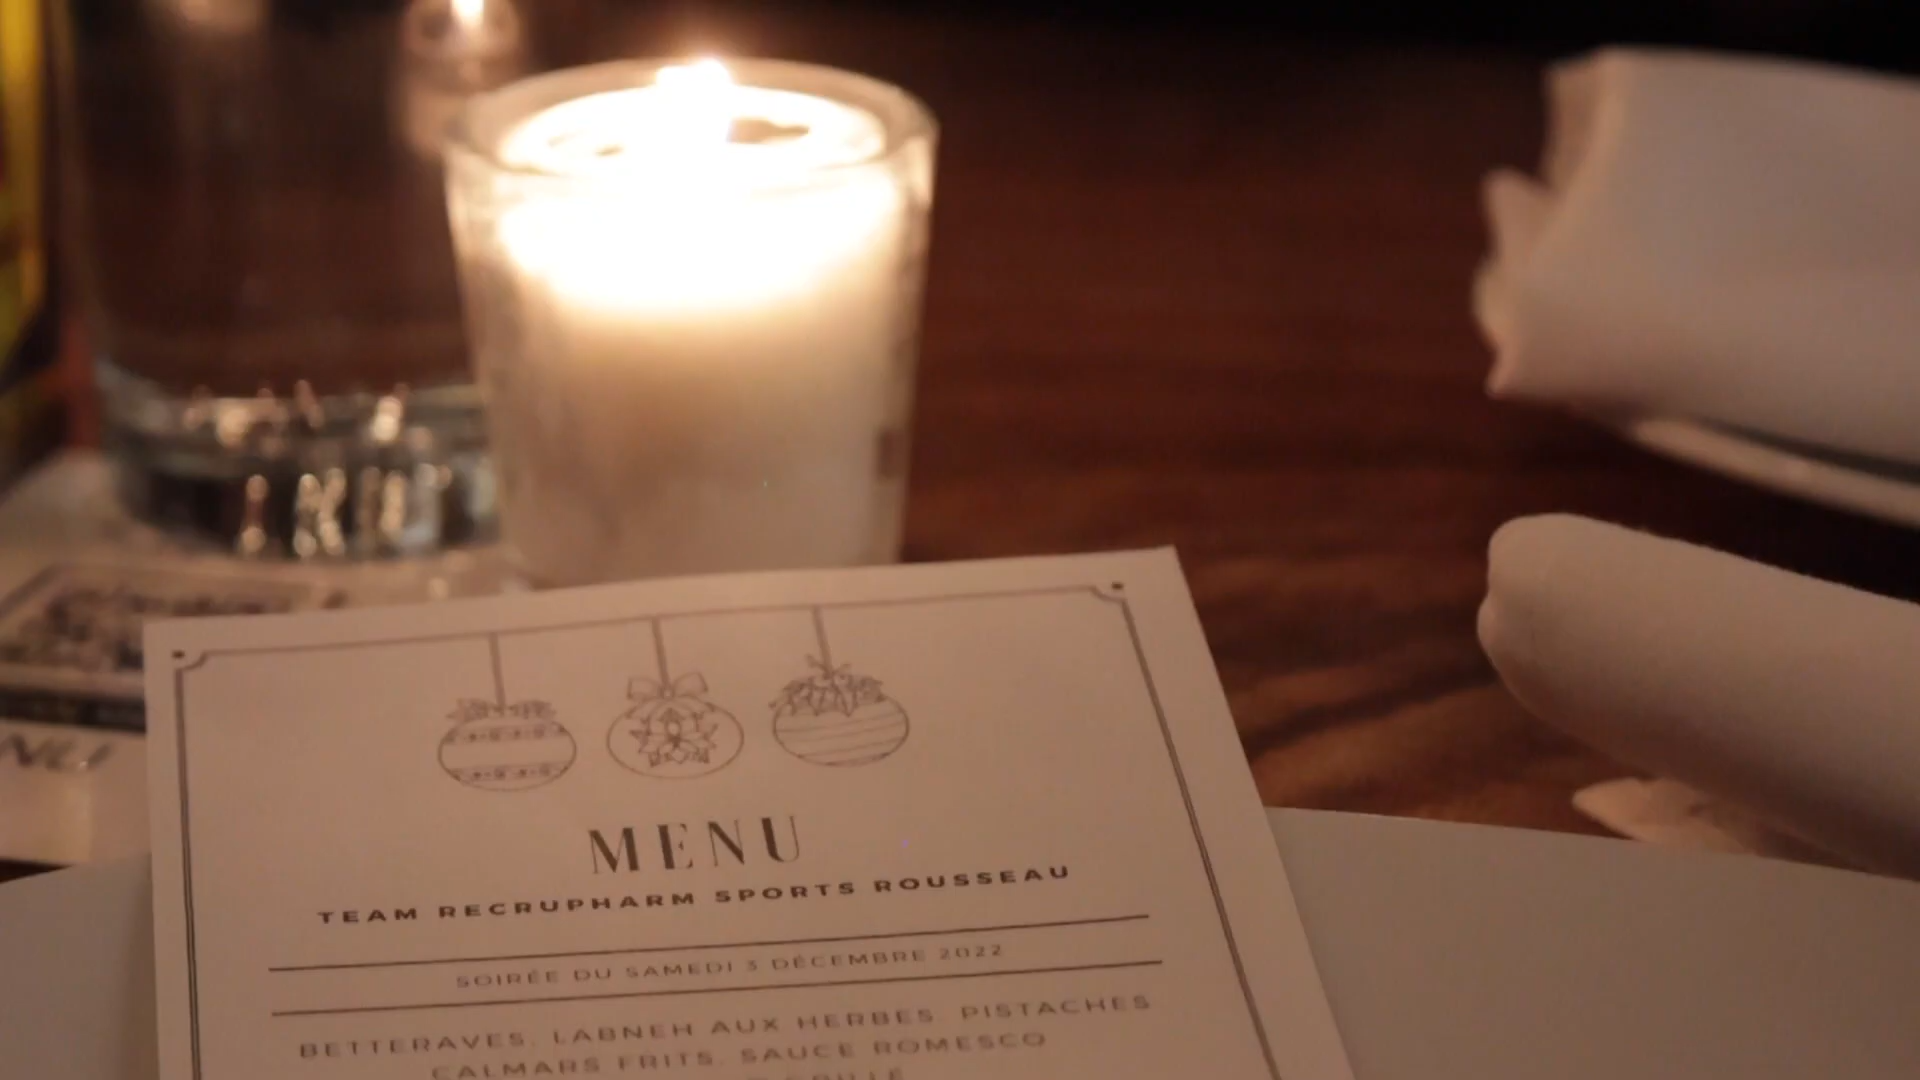 MENU
TEAM RECRUPHARM SPORTS ROUSSEAU
SOIRÉE DU SAMEDI 3 DÉCEMBRE 2022
BETTERAVES, LABNEH AUX HERBES, PISTACHES
CALMARS FRITS, SAUCE ROMESCO